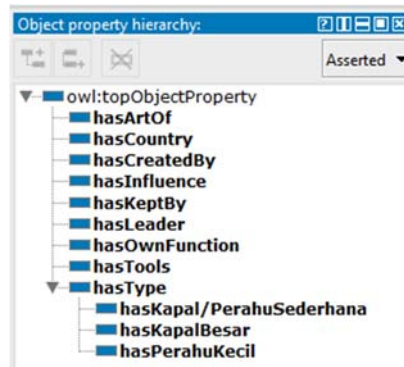 Object property hierarchy:
Asserted
owl:topObjectProperty
hasArtOf
hasCountry
hasCreatedBy
hasInfluence
hasKeptBy
hasLeader
hasOwnFunction
hasTools
hasType
hasKapal/PerahuSederhana
hasKapalBesar
hasPerahuKecil